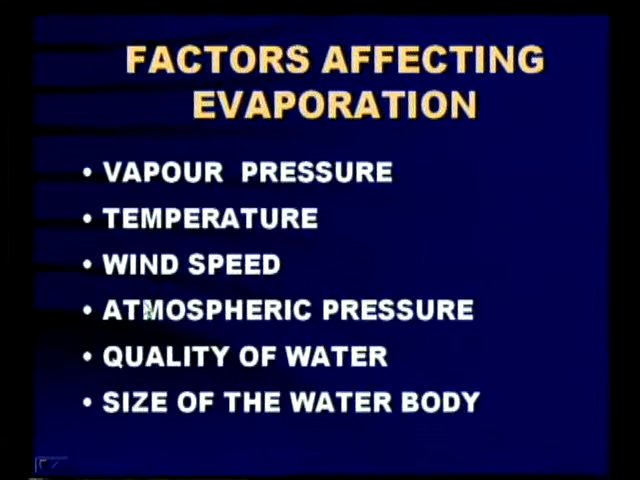 FACTORS AFFECTING
EVAPORATION
• VAPOUR PRESSURE
• TEMPERATURE
• WIND SPEED
• ATMOSPHERIC PRESSURE
• QUALITY OF WATER
• SIZE OF THE WATER BODY